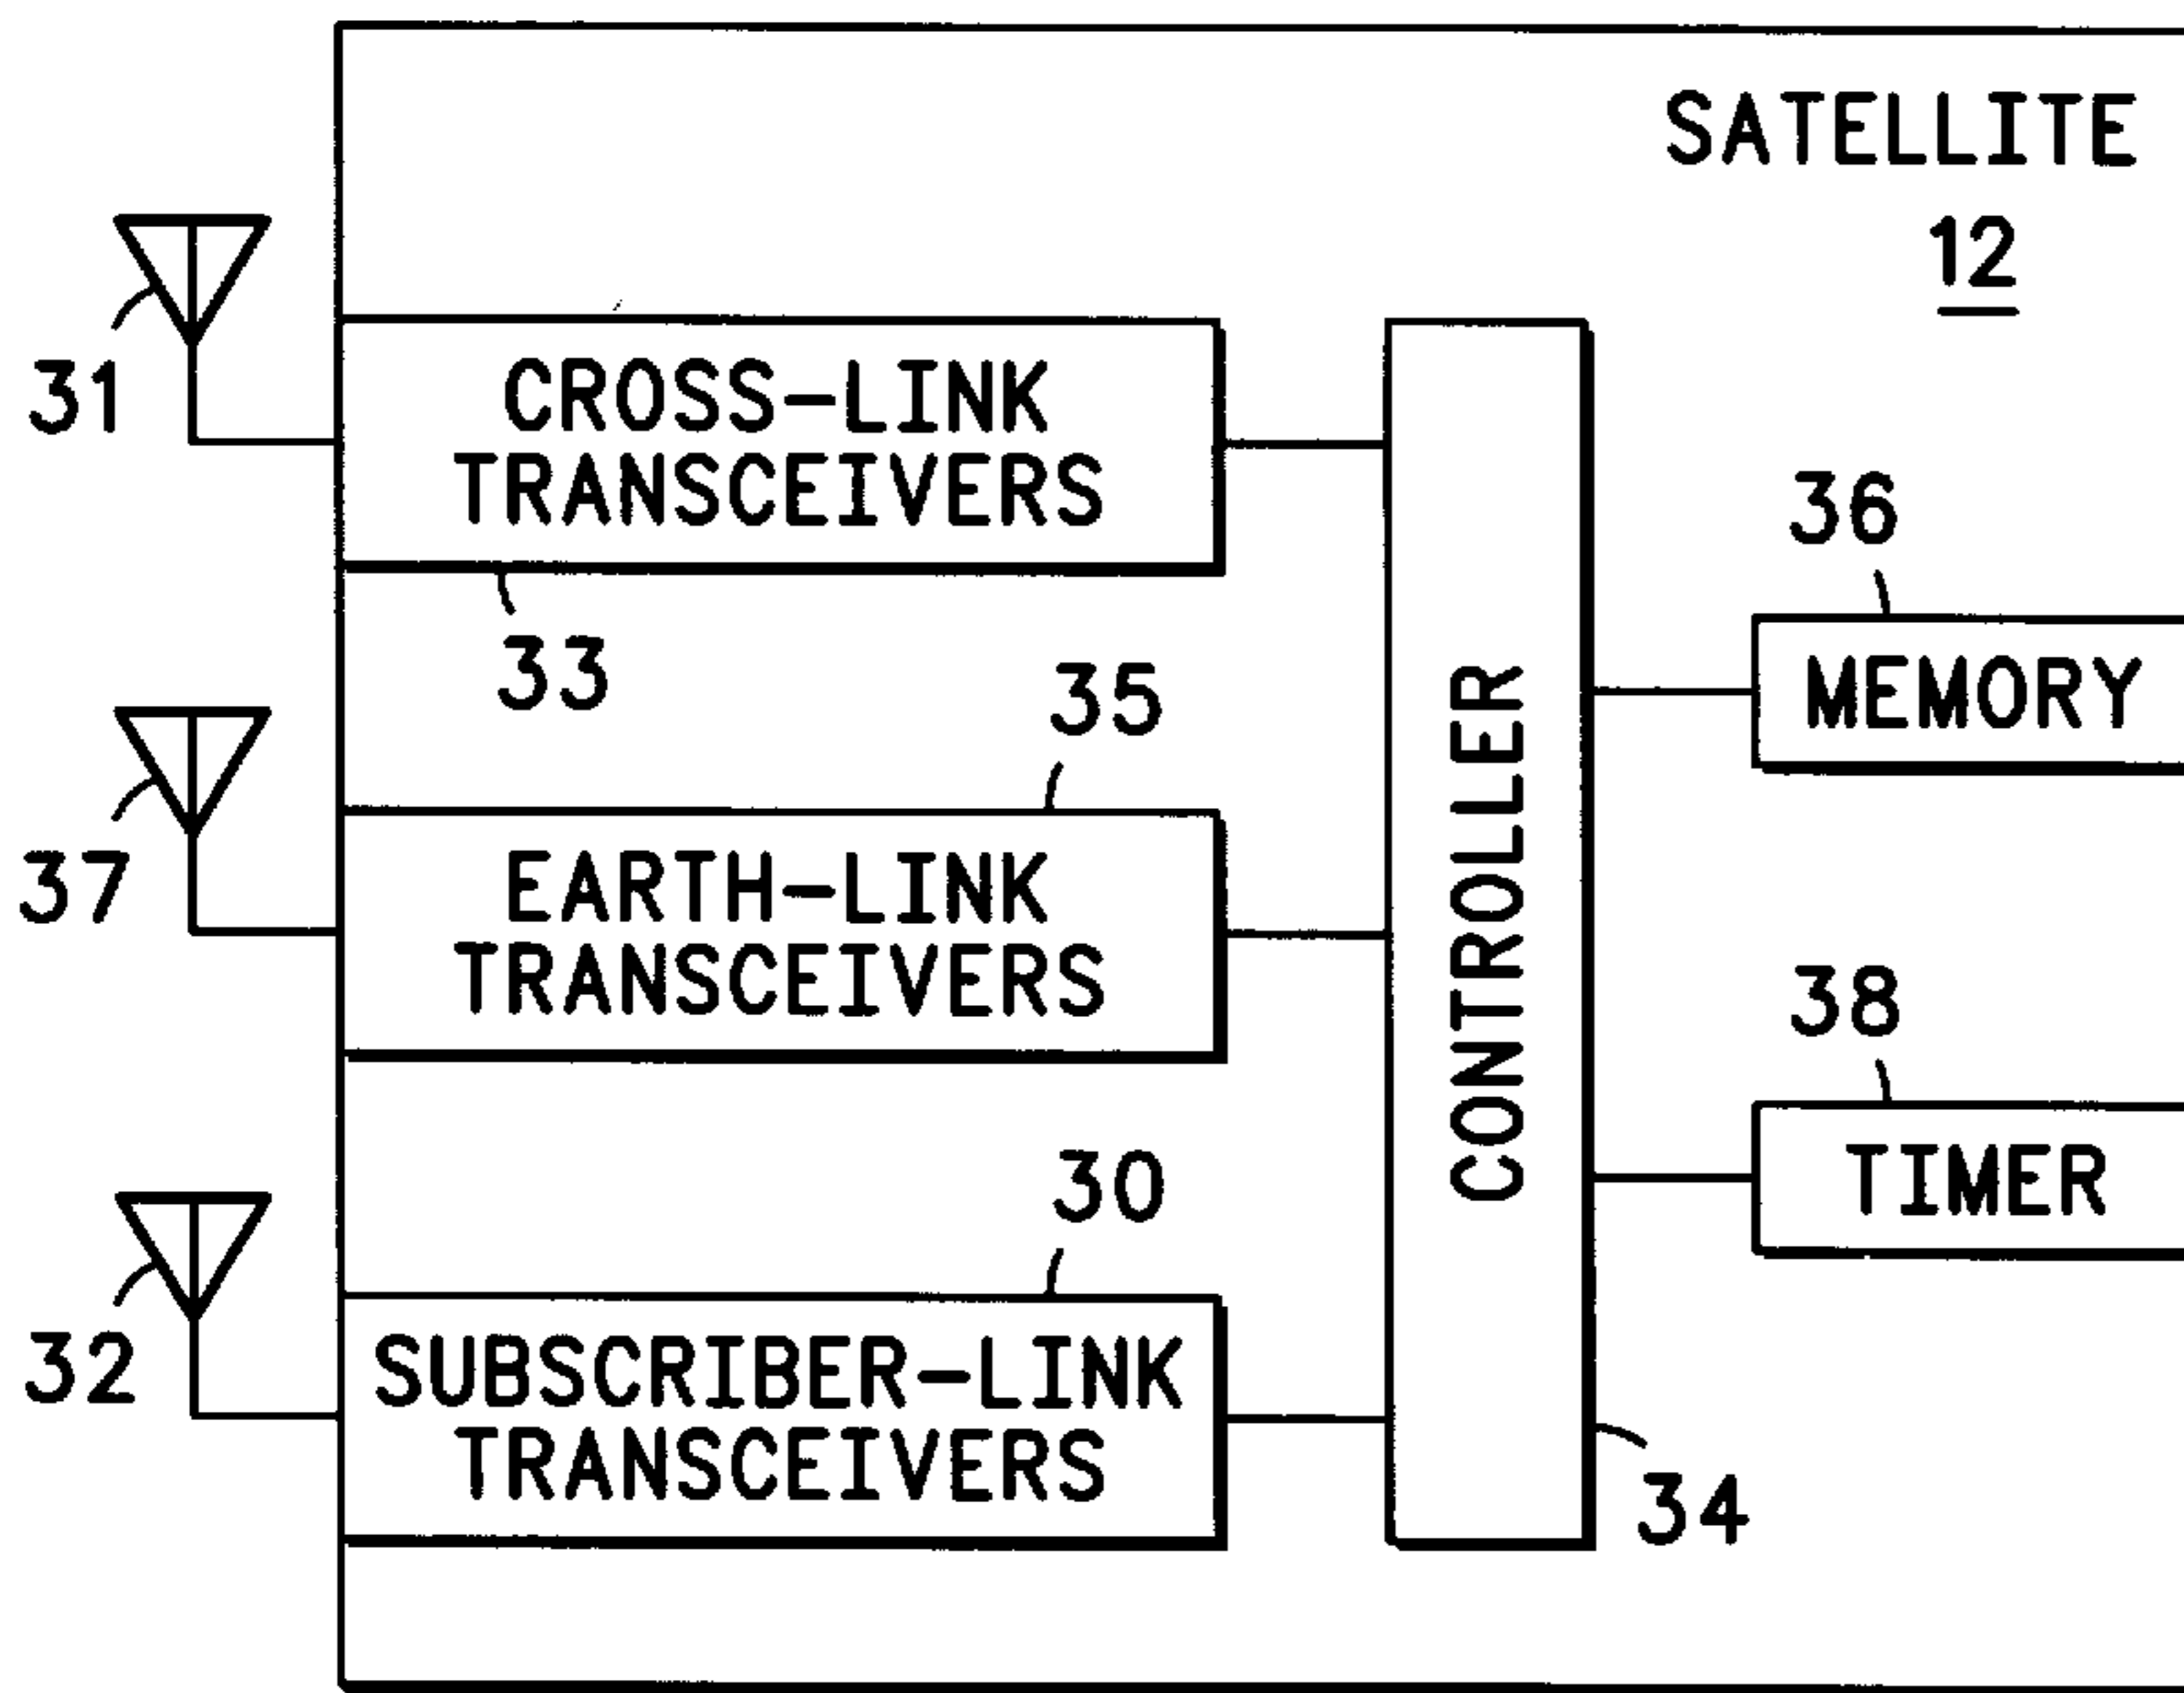 SATELLITE
12
31
CROSS-LINK
TRANSCEIVERS
33
36
MEMORY
35
37
EARTH-LINK
TRANSCEIVERS
CONTROLLER
38
TIMER
30
32
SUBSCRIBER-LINK
TRANSCEIVERS
34